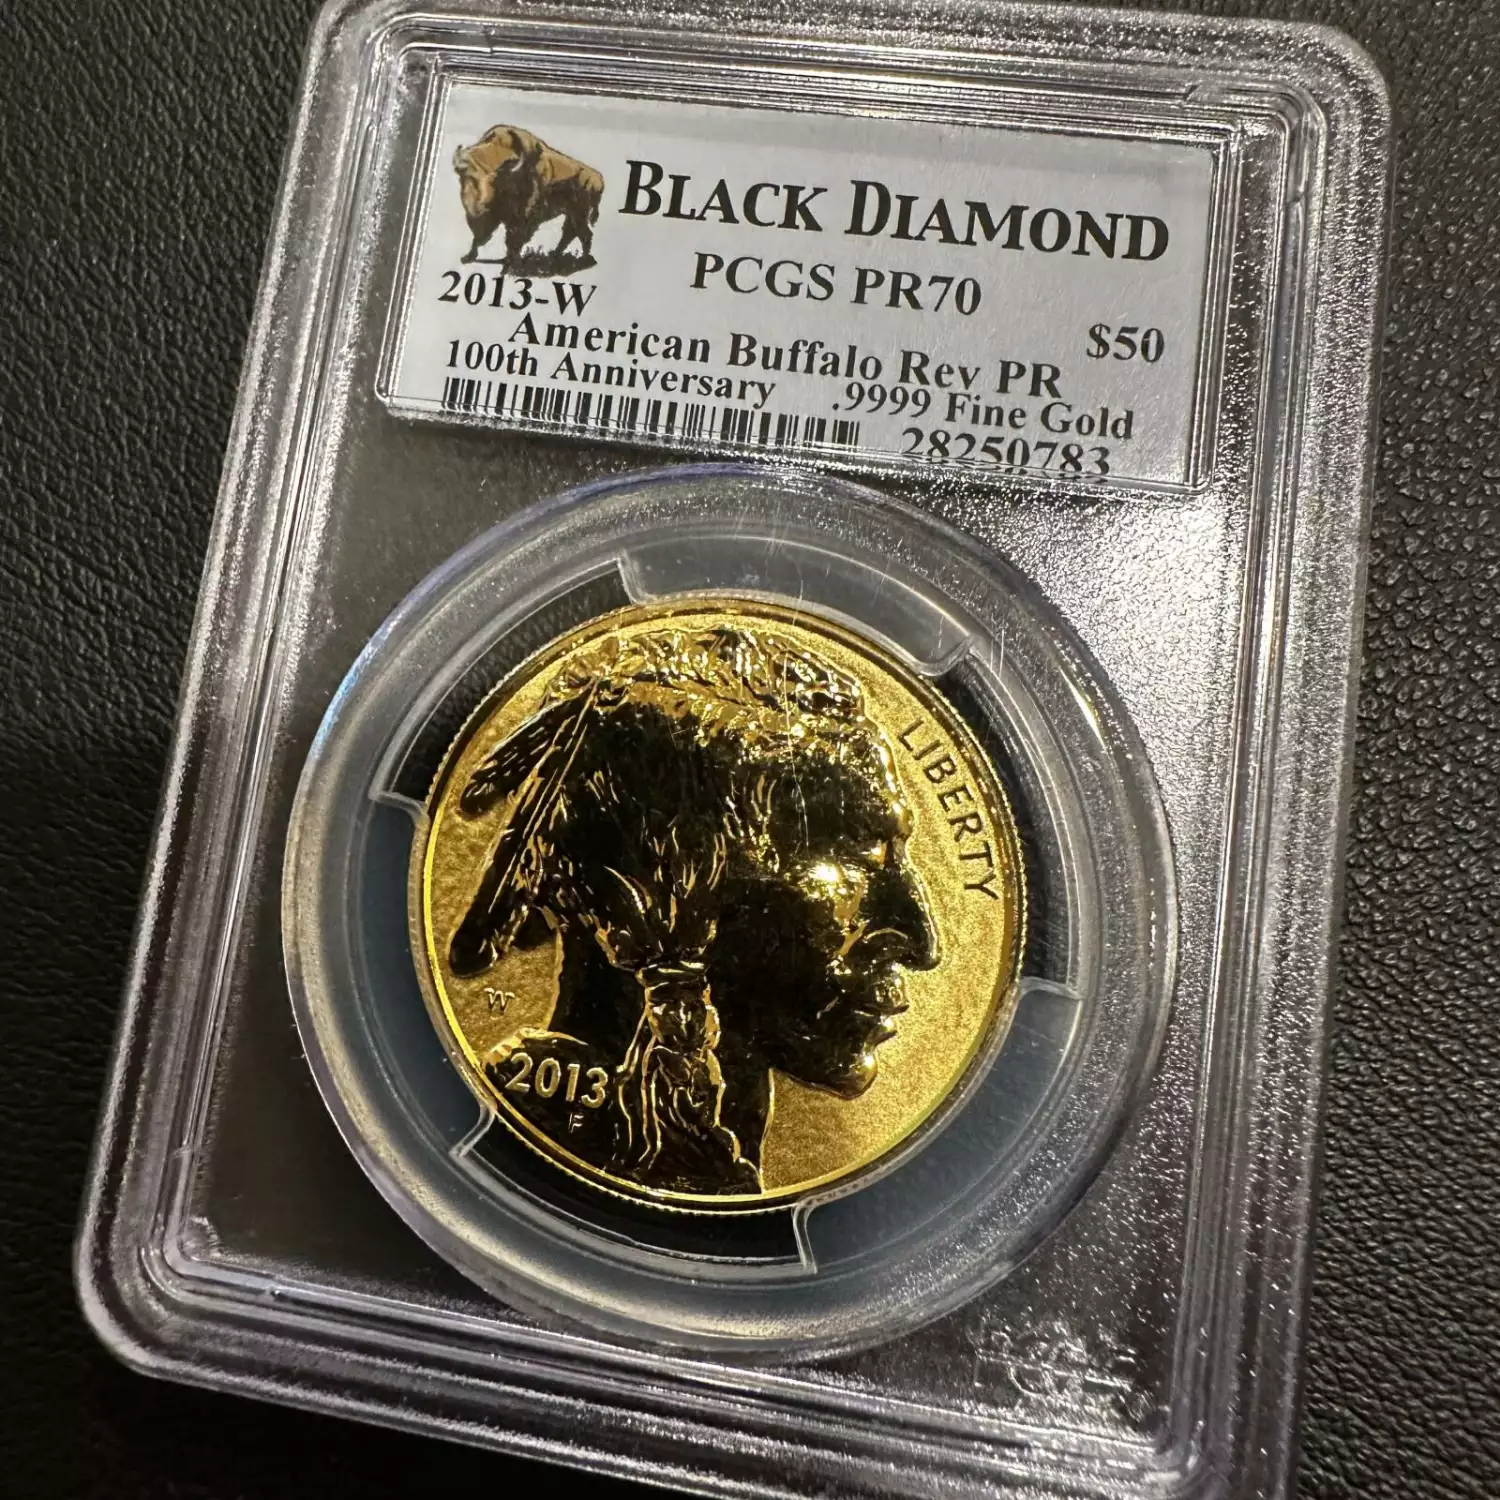 BLACK DIAMOND
PCGS PR70
2013-W
$50
American Buffalo Rev PR
100th Anniversary .9999 Fine Gold
28250783
LIBERTY
W
2013
F